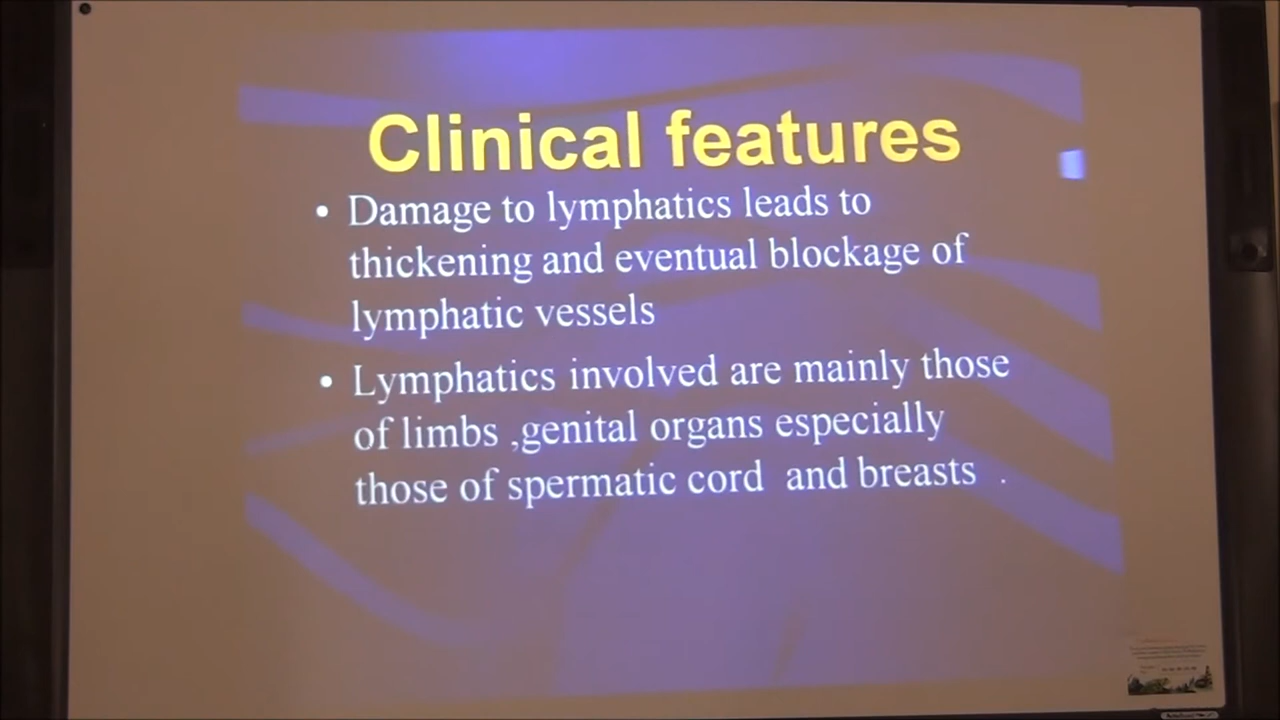 Clinical features
• Damage to lymphatics leads to
thickening and eventual blockage of
lymphatic vessels
• Lymphatics involved are mainly those
of limbs ,genital organs especially
those of spermatic cord  and breasts  .